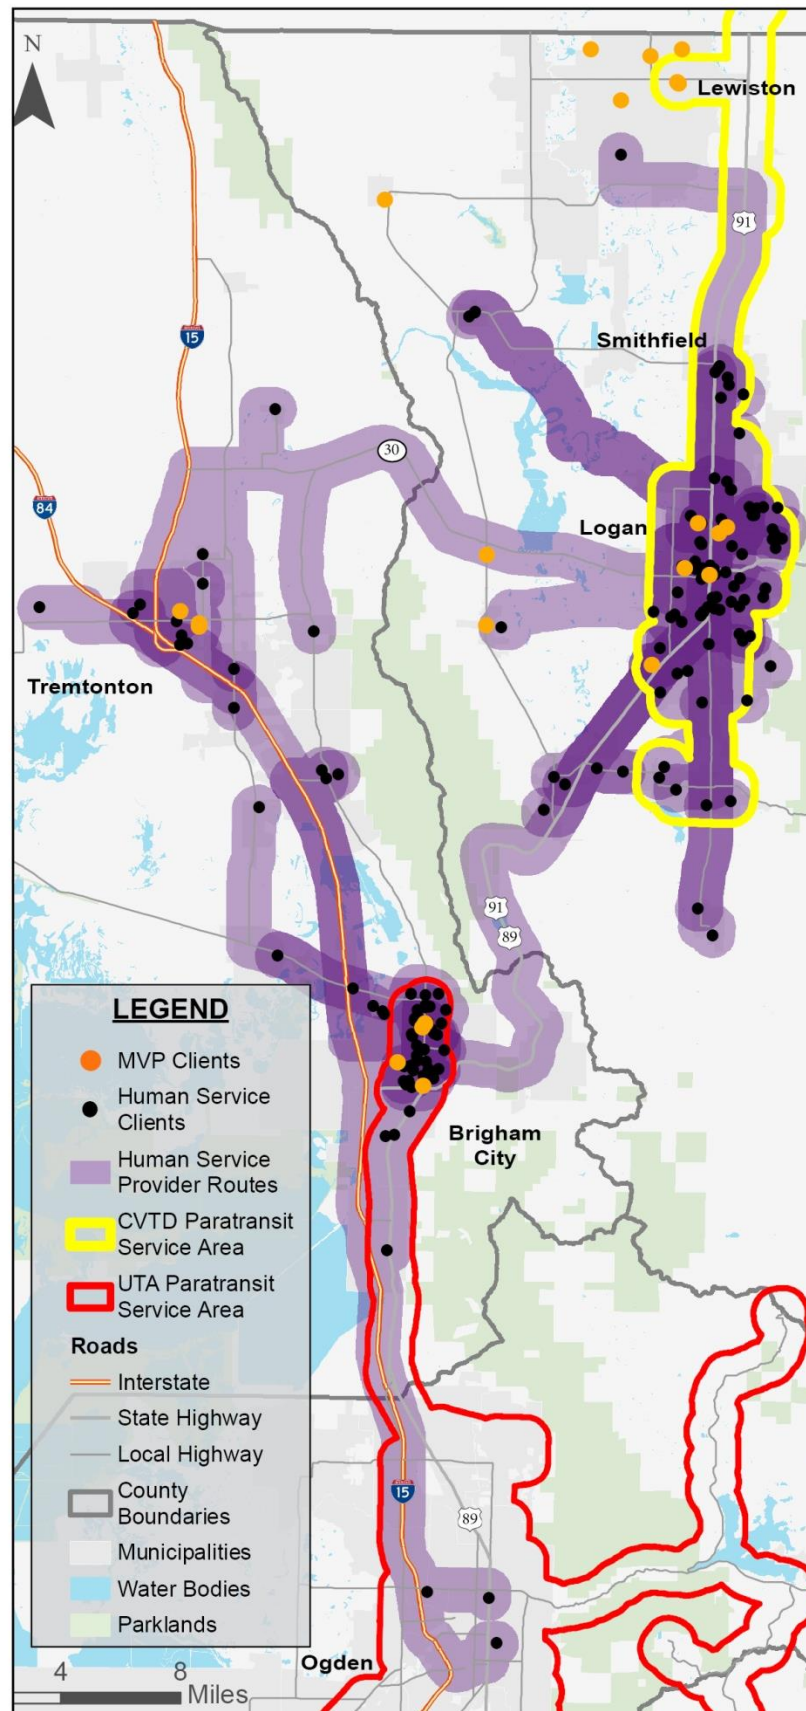 N
Lewiston
91
15
Smithfield
30
84
Logan
Tremtonton
91
89
LEGEND
MVP Clients
Human Service
Clients
Human Service
Provider Routes
CVTD Paratransit
Service Area
UTA Paratransit
Service Area
Roads
Interstate
State Highway
Local Highway
County
Boundaries
Municipalities
Water Bodies
Parklands
Brigham
City
15
89
Ogden
4 8
Miles